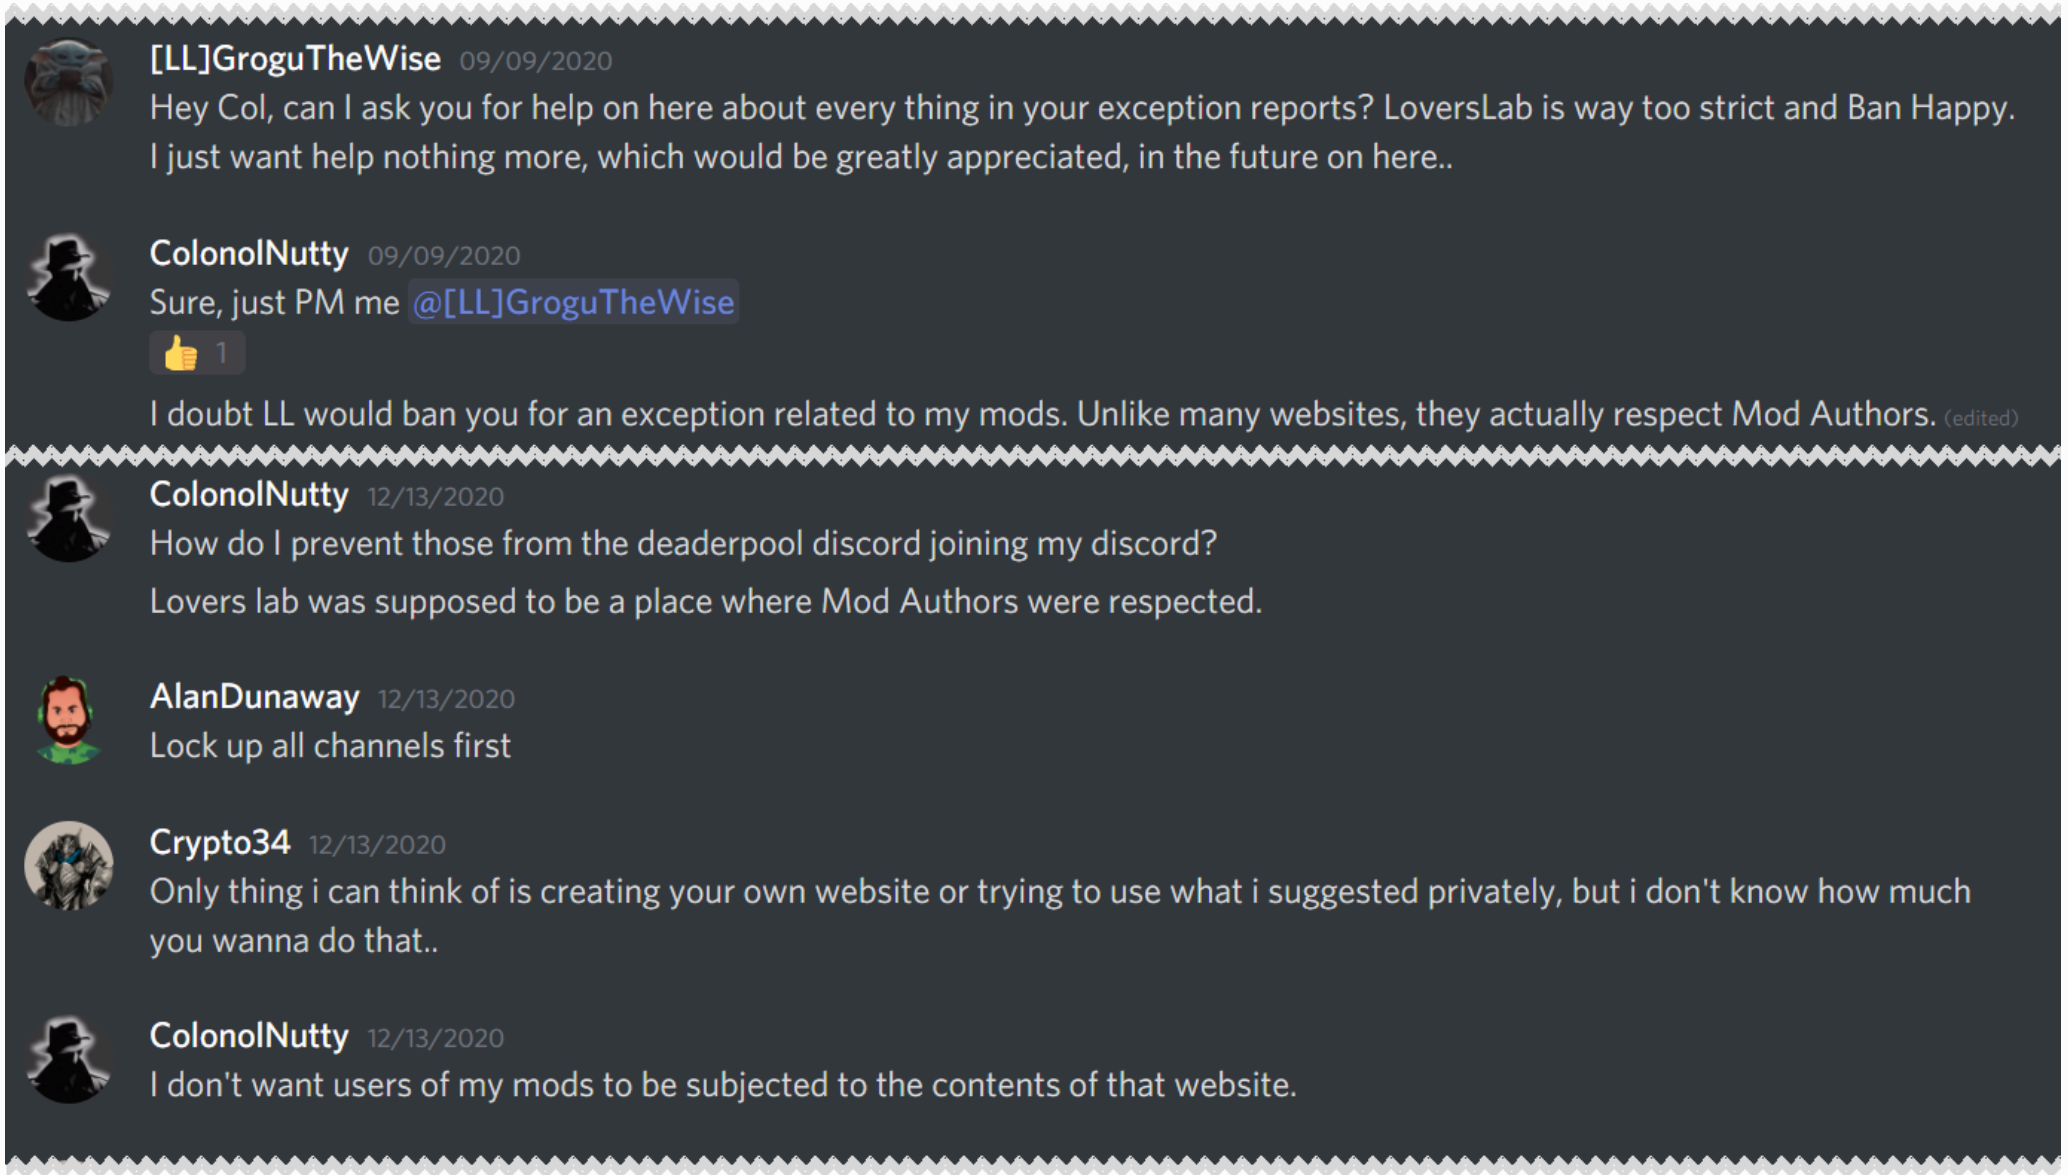 [LL]GroguTheWise 09/09/2020
Hey Col, can I ask you for help on here about every thing in your exception reports? LoversLab is way too strict and Ban Happy.
I just want help nothing more, which would be greatly appreciated, in the future on here..
ColonolNutty 09/09/2020
Sure, just PM me @[LL]GroguTheWise
👍 1
I doubt LL would ban you for an exception related to my mods. Unlike many websites, they actually respect Mod Authors. (edited)
ColonolNutty 12/13/2020
How do I prevent those from the deaderpool discord joining my discord?
Lovers lab was supposed to be a place where Mod Authors were respected.
AlanDunaway 12/13/2020
Lock up all channels first
Crypto34 12/13/2020
Only thing i can think of is creating your own website or trying to use what i suggested privately, but i don't know how much
you wanna do that..
ColonolNutty 12/13/2020
I don't want users of my mods to be subjected to the contents of that website.